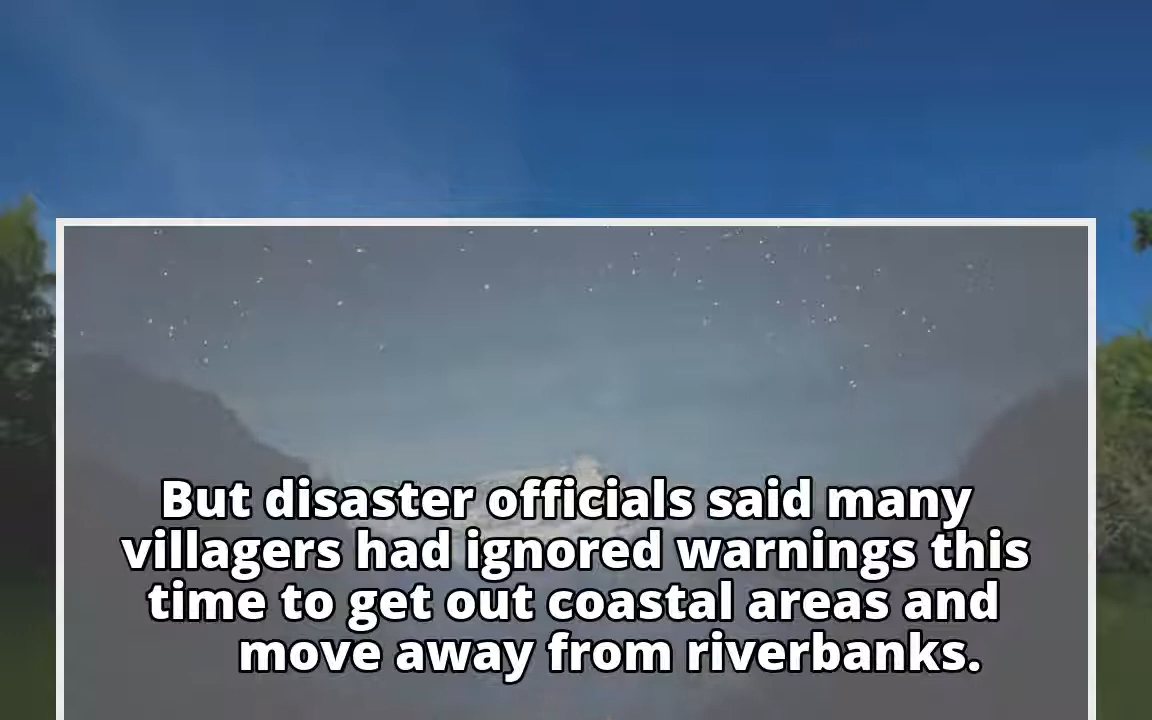 But disaster officials said many
villagers had ignored warnings this
time to get out coastal areas and
move away from riverbanks.